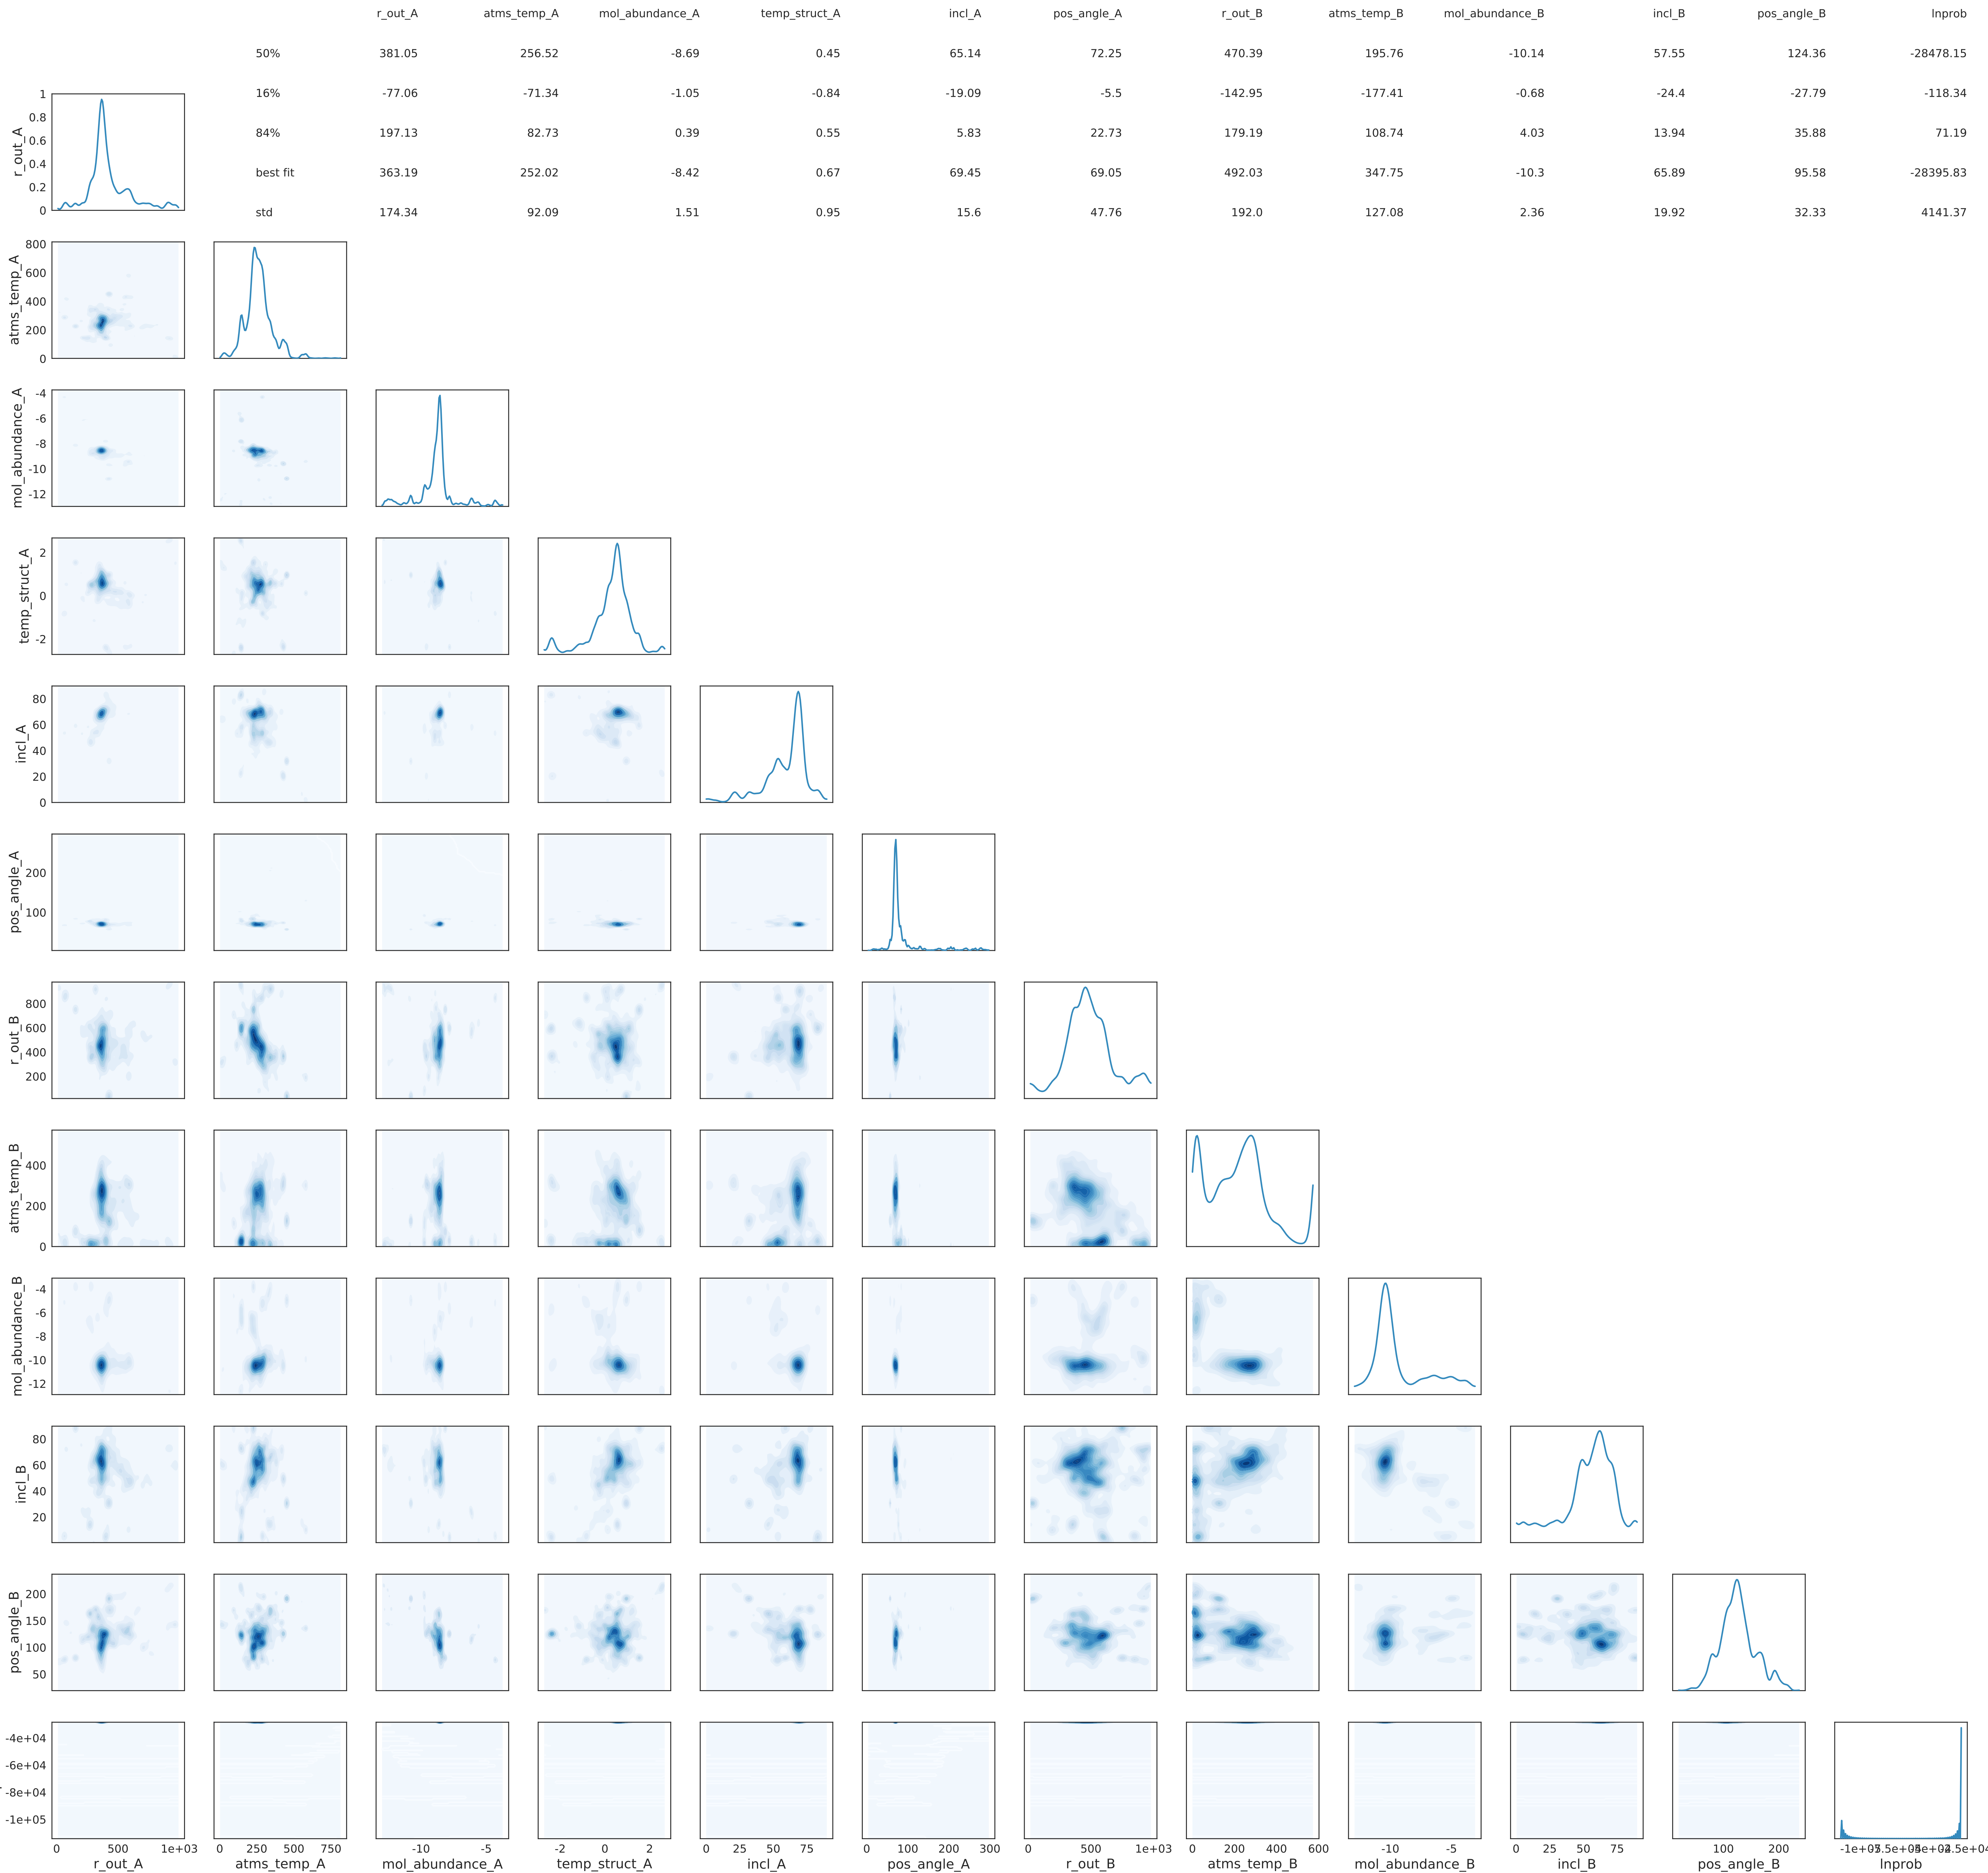 r_out_A atms_temp_A mol_abundance_A temp_struct_A incl_A pos_angle_A r_out_B atms_temp_B mol_abundance_B incl_B pos_angle_B lnprob
50% 381.05 256.52 -8.69 0.45 65.14 72.25 470.39 195.76 -10.14 57.55 124.36 -28478.15
16% -77.06 -71.34 -1.05 -0.84 -19.09 -5.5 -142.95 -177.41 -0.68 -24.4 -27.79 -118.34
84% 197.13 82.73 0.39 0.55 5.83 22.73 179.19 108.74 4.03 13.94 35.88 71.19
best fit 363.19 252.02 -8.42 0.67 69.45 69.05 492.03 347.75 -10.3 65.89 95.58 -28395.83
std 174.34 92.09 1.51 0.95 15.6 47.76 192.0 127.08 2.36 19.92 32.33 4141.37
r_out_A
1
0.8
0.6
0.4
0.2
0
atms_temp_A
800
600
400
200
0
mol_abundance_A
-4
-6
-8
-10
-12
temp_struct_A
2
0
-2
incl_A
80
60
40
20
0
pos_angle_A
200
100
r_out_B
800
600
400
200
atms_temp_B
400
200
0
mol_abundance_B
-4
-6
-8
-10
-12
incl_B
80
60
40
20
pos_angle_B
200
150
100
50
-4e+04
-6e+04
-8e+04
-1e+05
0 500 1e+03 0 250 500 750 -10 -5 -2 0 2 0 25 50 75 0 100 200 300 0 500 1e+03 0 200 400 600 -10 -5 0 25 50 75 100 200
r_out_A atms_temp_A mol_abundance_A temp_struct_A incl_A pos_angle_A r_out_B atms_temp_B mol_abundance_B incl_B pos_angle_B lnprob